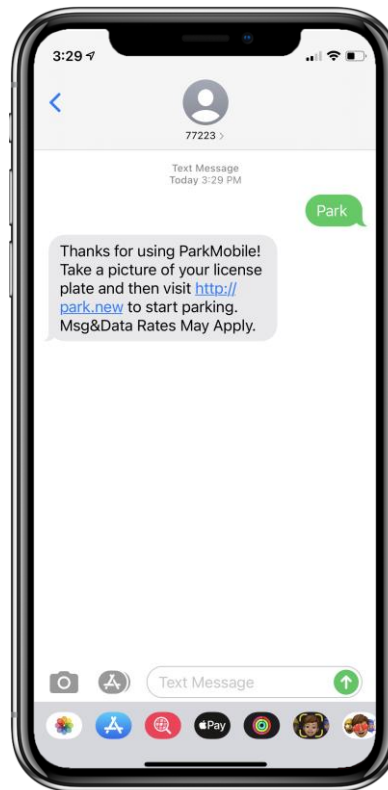 3:29
77223 >
Text Message
Today 3:29 PM
Park
Thanks for using ParkMobile!
Take a picture of your license
plate and then visit http://
park.new to start parking.
Msg&Data Rates May Apply.
Text Message
Pay